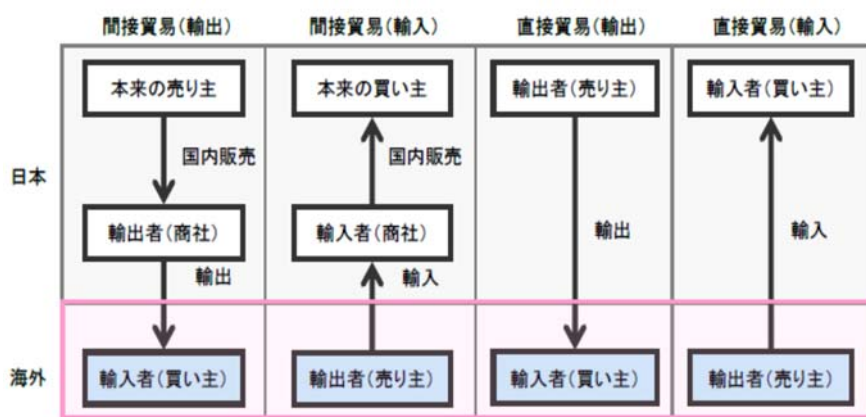 間接貿易(輸出)
間接貿易(輸入)
直接貿易(輸出)
直接貿易(輸入)
日本
本来の売り主
本来の買い主
輸出者(売り主)
輸入者(買い主)
国内販売
国内販売
輸出者(商社)
輸入者(商社)
輸出
輸入
輸出
輸入
海外
輸入者(買い主)
輸出者(売り主)
輸入者(買い主)
輸出者(売り主)